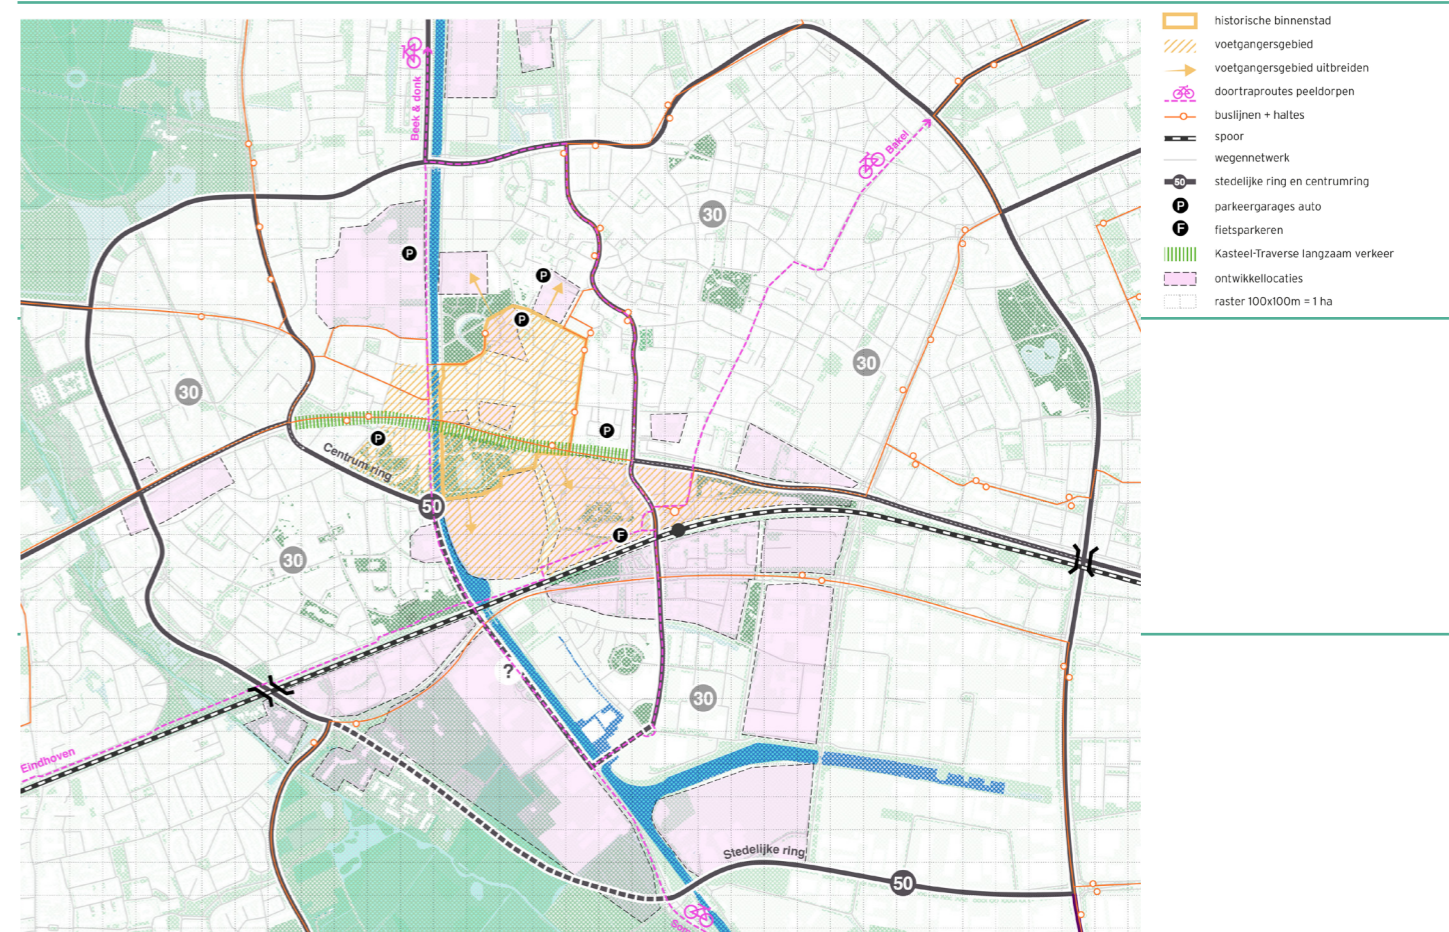 historische binnenstad
voetgangersgebied
voetgangersgebied uitbreiden
doortraproutes peeldorpen
buslijnen + haltes
spoor
wegennetwerk
50 stedelijke ring en centrumring
P parkeergarages auto
F fietsparkeren
Kasteel-Traverse langzaam verkeer
ontwikkellocaties
raster 100x100m = 1 ha
Beek & donk
Bakel
30
P
P
P
30
30
P
P
Centrum ring
50
F
30
?
30
Eindhoven
Stedelijke ring
50